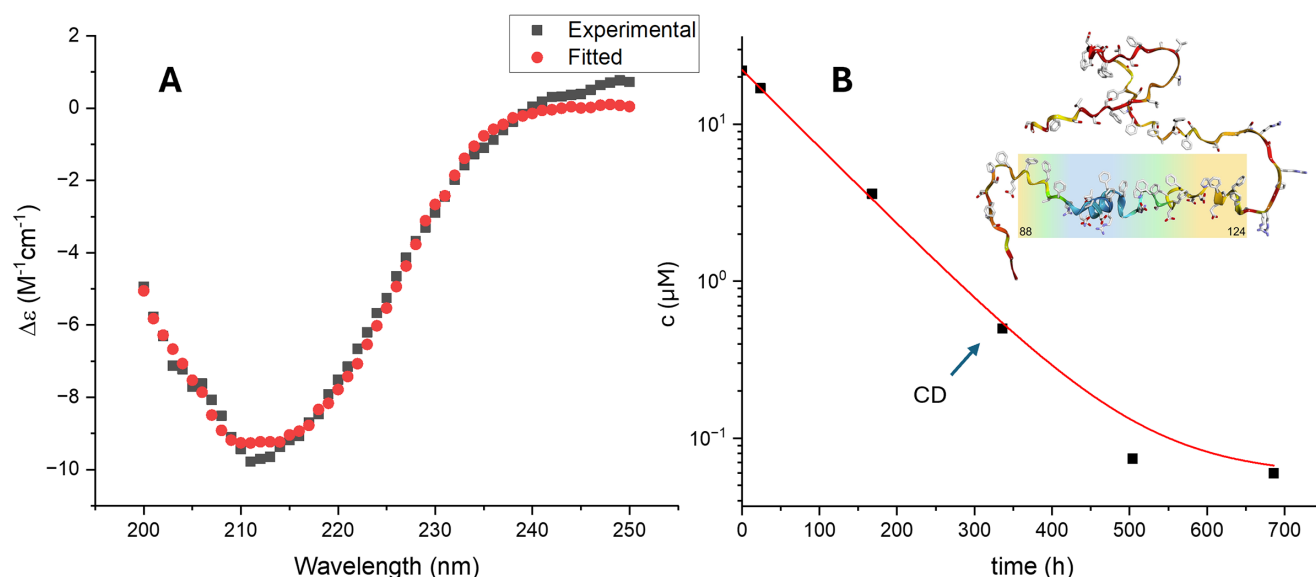 A
Experimental
Fitted
2
0
−2
−4
−6
−8
−10
Δε (M⁻¹cm⁻¹)
200
210
220
230
240
250
Wavelength (nm)
B
10¹
10⁰
10⁻¹
c (µM)
88
124
CD
0
100
200
300
400
500
600
700
time (h)